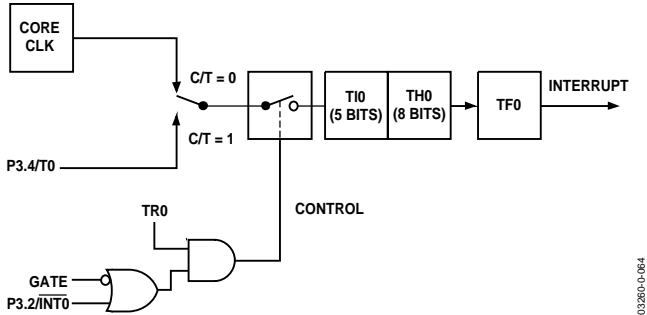 CORE
CLK
C/T = 0
C/T = 1
P3.4/T0
TI0
(5 BITS)
TH0
(8 BITS)
TF0
INTERRUPT
CONTROL
TR0
GATE
P3.2/INT0
03260-0-064